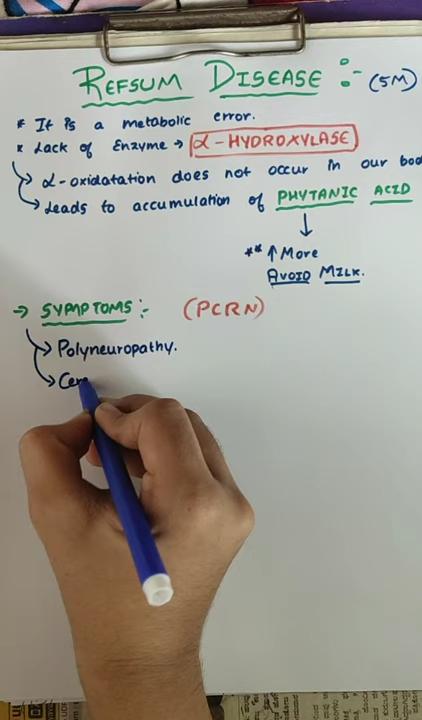 REFSUM DISEASE :- (5M)
* It is a metabolic error.
* Lack of Enzyme → α-HYDROXYLASE
α-oxidatation does not occur in our bod
Leads to accumulation of PHYTANIC ACID
** ↑ More
AVOID MILK.
→ SYMPTOMS :- (PCRN)
Polyneuropathy.
Cere